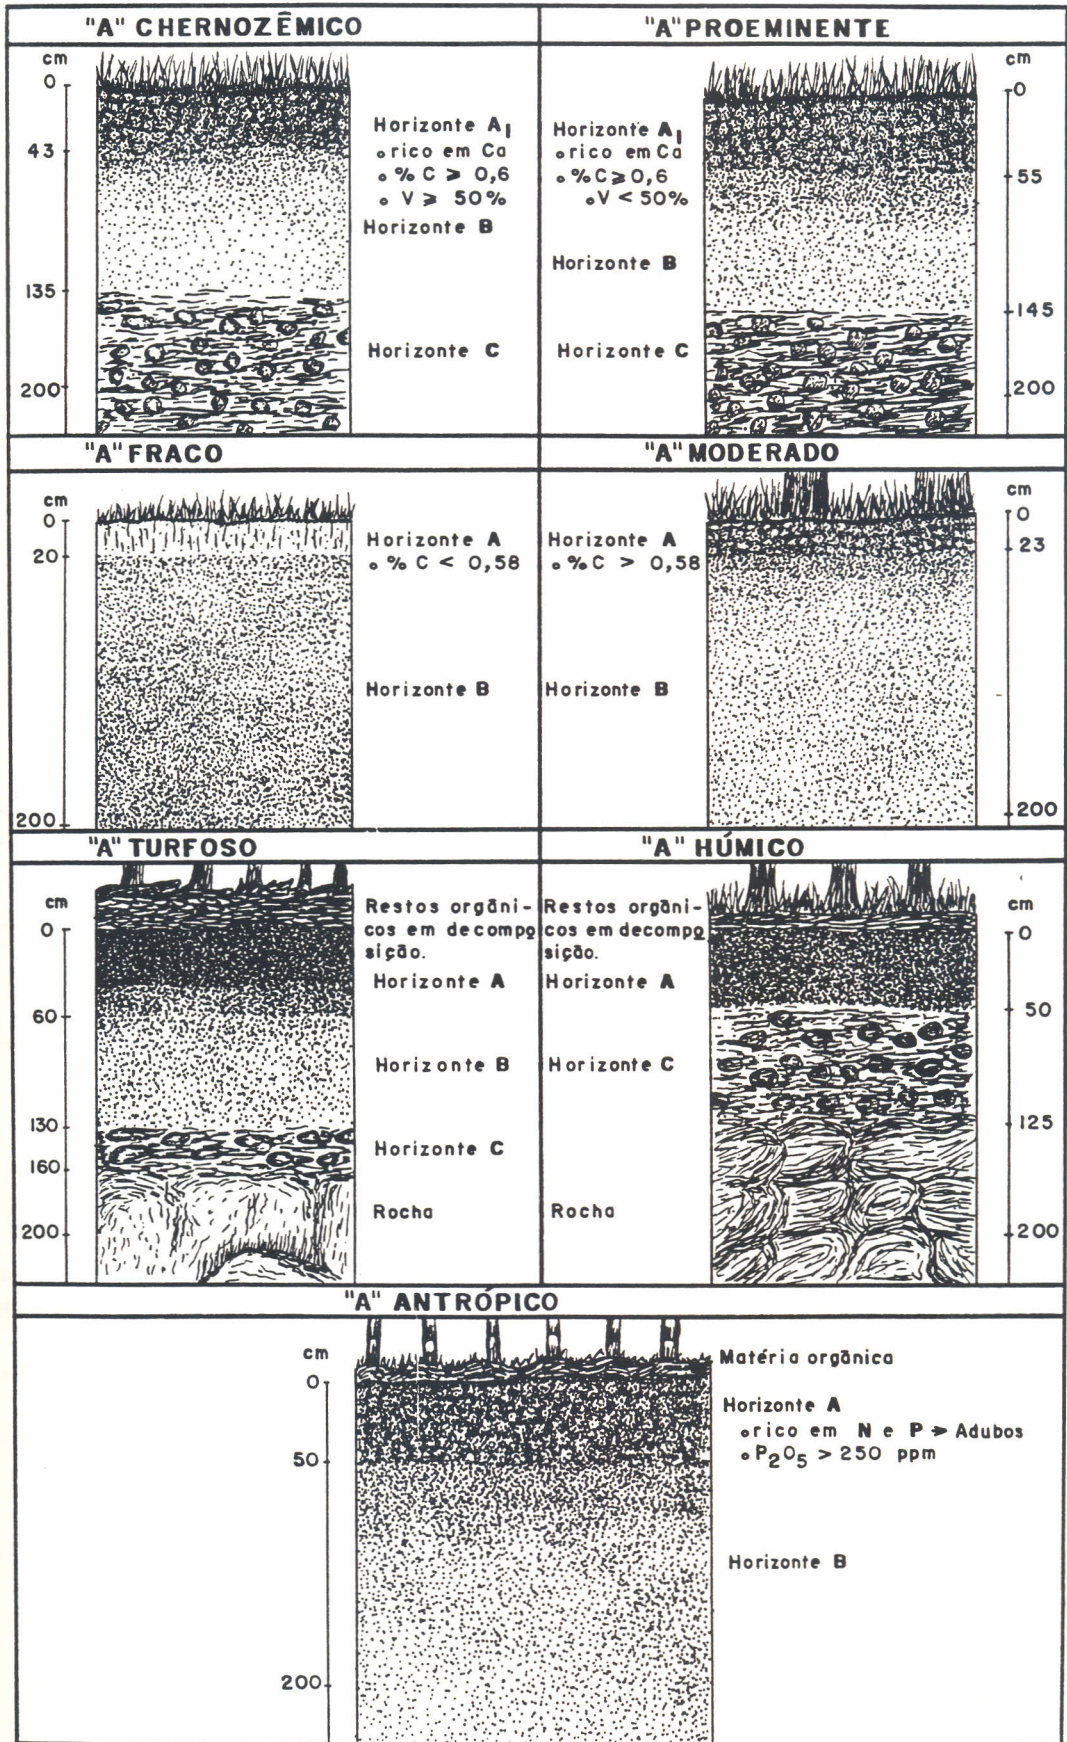 "A" CHERNOZÊMICO
cm
0
43
135
200
Horizonte A₁
∘ rico em Ca
∘ % C ⩾ 0,6
∘ V ⩾ 50%
Horizonte B
Horizonte C
"A" PROEMINENTE
Horizonte A₁
∘ rico em Ca
∘ % C ⩾ 0,6
∘ V < 50%
Horizonte B
Horizonte C
cm
0
55
145
200
"A" FRACO
cm
0
20
200
Horizonte A
∘ % C < 0,58
Horizonte B
"A" MODERADO
Horizonte A
∘ % C > 0,58
Horizonte B
cm
0
23
200
"A" TURFOSO
cm
0
60
130
160
200
Restos orgâni-
cos em decompo
sição.
Horizonte A
Horizonte B
Horizonte C
Rocha
"A" HÚMICO
Restos orgâni-
cos em decompo
sição.
Horizonte A
Horizonte C
Rocha
cm
0
50
125
200
"A" ANTRÓPICO
cm
0
50
200
Matéria orgânica
Horizonte A
∘ rico em N e P → Adubos
∘ P₂O₅ > 250 ppm
Horizonte B